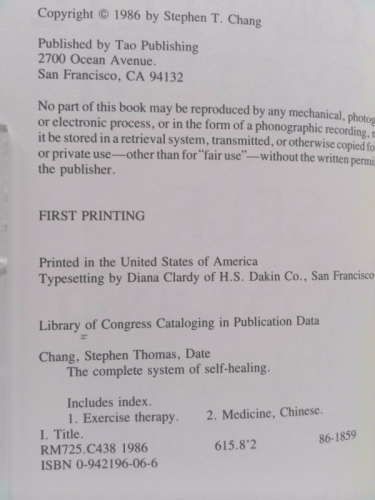 Copyright © 1986 by Stephen T. Chang
Published by Tao Publishing
2700 Ocean Avenue.
San Francisco, CA 94132
No part of this book may be reproduced by any mechanical,
or electronic process, or in the form of a phonographic recording,
it be stored in a retrieval system, transmitted, or otherwise copied
or private use—other than for "fair use"—without the written
the publisher.
FIRST PRINTING
Printed in the United States of America
Typesetting by Diana Clardy of H.S. Dakin Co., San Francisco
Library of Congress Cataloging in Publication Data
Chang, Stephen Thomas, Date
The complete system of self-healing.
Includes index.
1. Exercise therapy. 2. Medicine, Chinese.
I. Title.
RM725.C438 1986 615.8'2 86-1859
ISBN 0-942196-06-6